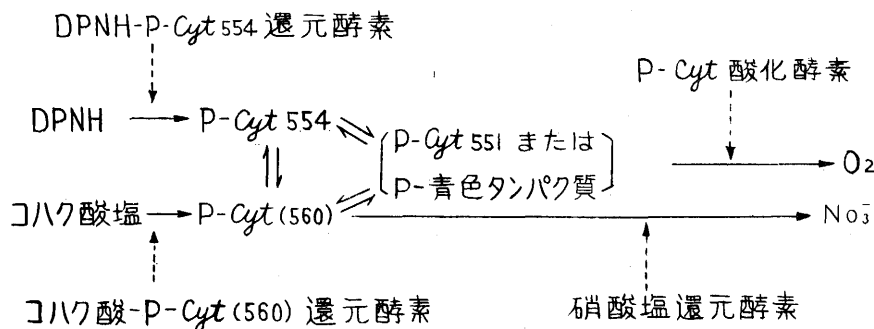 DPNH-P-Cyt 554 還元酵素
P-Cyt 酸化酵素
DPNH → P-Cyt 554 ⇌ P-Cyt 551 または → O₂
P-青色タンパク質
コハク酸塩 → P-Cyt (560) → No₃⁻
コハク酸-P-Cyt (560) 還元酵素
硝酸塩還元酵素